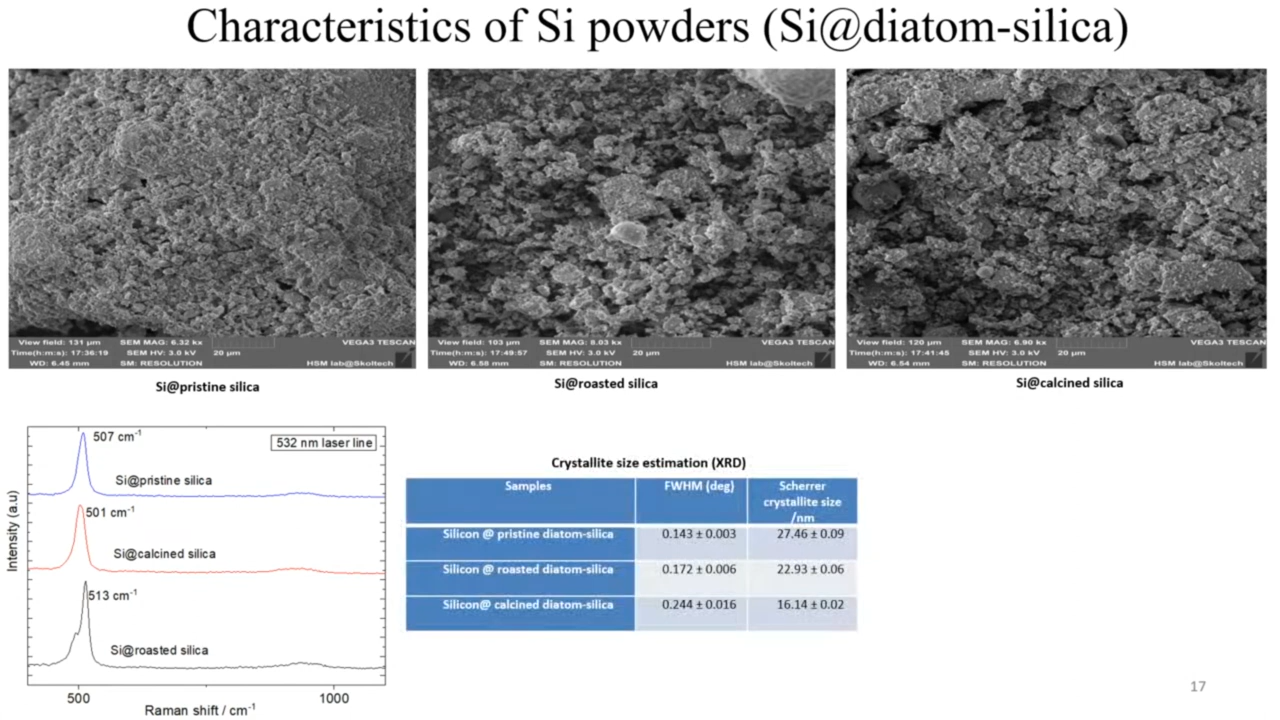 Characteristics of Si powders (Si@diatom-silica)
View field: 131 µm SEM MAG: 6.32 kx VEGA3 TESCAN
Time(h:m:s): 17:36:19 SEM HV: 3.0 kV 20 µm
WD: 6.45 mm SM: RESOLUTION HSM lab@Skoltech
View field: 103 µm SEM MAG: 8.03 kx VEGA3 TESCAN
Time(h:m:s): 17:49:57 SEM HV: 3.0 kV 20 µm
WD: 6.58 mm SM: RESOLUTION HSM lab@Skoltech
View field: 120 µm SEM MAG: 6.90 kx VEGA3 TESCAN
Time(h:m:s): 17:41:45 SEM HV: 3.0 kV 20 µm
WD: 6.54 mm SM: RESOLUTION HSM lab@Skoltech
Si@pristine silica
Si@roasted silica
Si@calcined silica
507 cm-1
532 nm laser line
Si@pristine silica
501 cm-1
Si@calcined silica
513 cm-1
Si@roasted silica
Intensity (a.u)
500 1000
Raman shift / cm-1
Crystallite size estimation (XRD)
Samples FWHM (deg) Scherrer
crystallite size
/nm
Silicon @ pristine diatom-silica 0.143 ± 0.003 27.46 ± 0.09
Silicon @ roasted diatom-silica 0.172 ± 0.006 22.93 ± 0.06
Silicon@ calcined diatom-silica 0.244 ± 0.016 16.14 ± 0.02
17